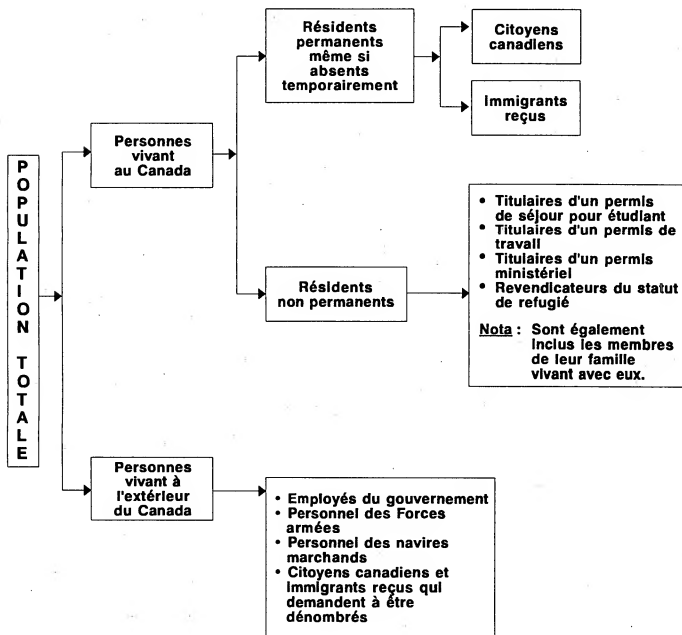 POPULATION TOTALE
Personnes
vivant
au Canada
Résidents
permanents
même si
absents
temporairement
Citoyens
canadiens
Immigrants
reçus
Résidents
non permanents
• Titulaires d'un permis
de séjour pour étudiant
• Titulaires d'un permis de
travail
• Titulaires d'un permis
ministériel
• Revendicateurs du statut
de refugié
Nota : Sont également
inclus les membres
de leur famille
vivant avec eux.
Personnes
vivant à
l'extérieur
du Canada
• Employés du gouvernement
• Personnel des Forces
armées
• Personnel des navires
marchands
• Citoyens canadiens et
immigrants reçus qui
demandent à être
dénombrés